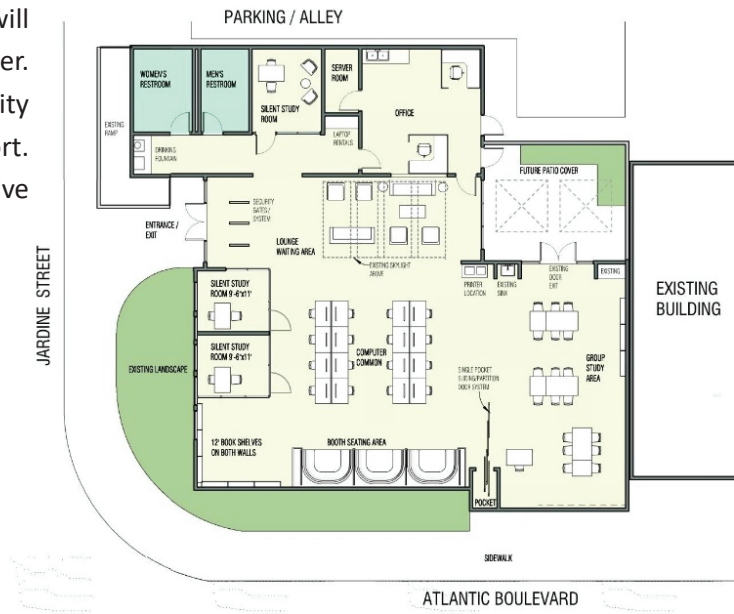 will
er.
ity
rt.
ve
PARKING / ALLEY
WOMEN'S
RESTROOM
MEN'S
RESTROOM
SILENT STUDY
ROOM
SERVER
ROOM
OFFICE
EXISTING
RAMP
DRINKING
FOUNTAIN
LAPTOP
RENTALS
FUTURE PATIO COVER
ENTRANCE /
EXIT
SECURITY
GATES /
SYSTEM
LOUNGE
WAITING AREA
EXISTING SKYLIGHT
ABOVE
PRINTER
LOCATION
EXISTING
SINK
EXISTING
DOOR
EXIT
EXISTING
EXISTING
BUILDING
JARDINE STREET
SILENT STUDY
ROOM 9'-6"x11'
SILENT STUDY
ROOM 9'-6"x11'
EXISTING LANDSCAPE
COMPUTER
COMMON
SINGLE POCKET
SLIDING/PARTITION
DOOR SYSTEM
GROUP
STUDY
AREA
12' BOOK SHELVES
ON BOTH WALLS
BOOTH SEATING AREA
POCKET
SIDEWALK
ATLANTIC BOULEVARD